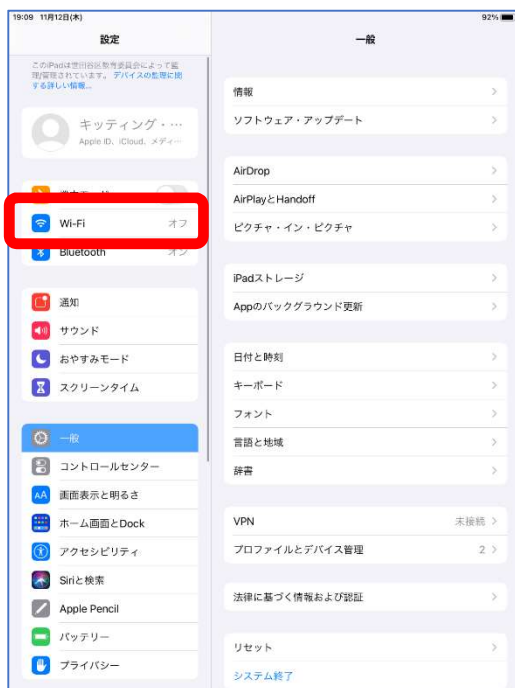 19:09 11月12日(木)
92%
設定
一般
このiPadは世田谷区教育委員会によって監
理/管理されています。デバイスの監理に関
する詳しい情報...
キッティング・…
Apple ID、iCloud、メディ…
Wi-Fi
オフ
Bluetooth
オン
通知
サウンド
おやすみモード
スクリーンタイム
一般
コントロールセンター
画面表示と明るさ
ホーム画面とDock
アクセシビリティ
Siriと検索
Apple Pencil
バッテリー
プライバシー
情報
ソフトウェア・アップデート
AirDrop
AirPlayとHandoff
ピクチャ・イン・ピクチャ
iPadストレージ
Appのバックグラウンド更新
日付と時刻
キーボード
フォント
言語と地域
辞書
VPN
未接続
プロファイルとデバイス管理
2
法律に基づく情報および認証
リセット
システム終了